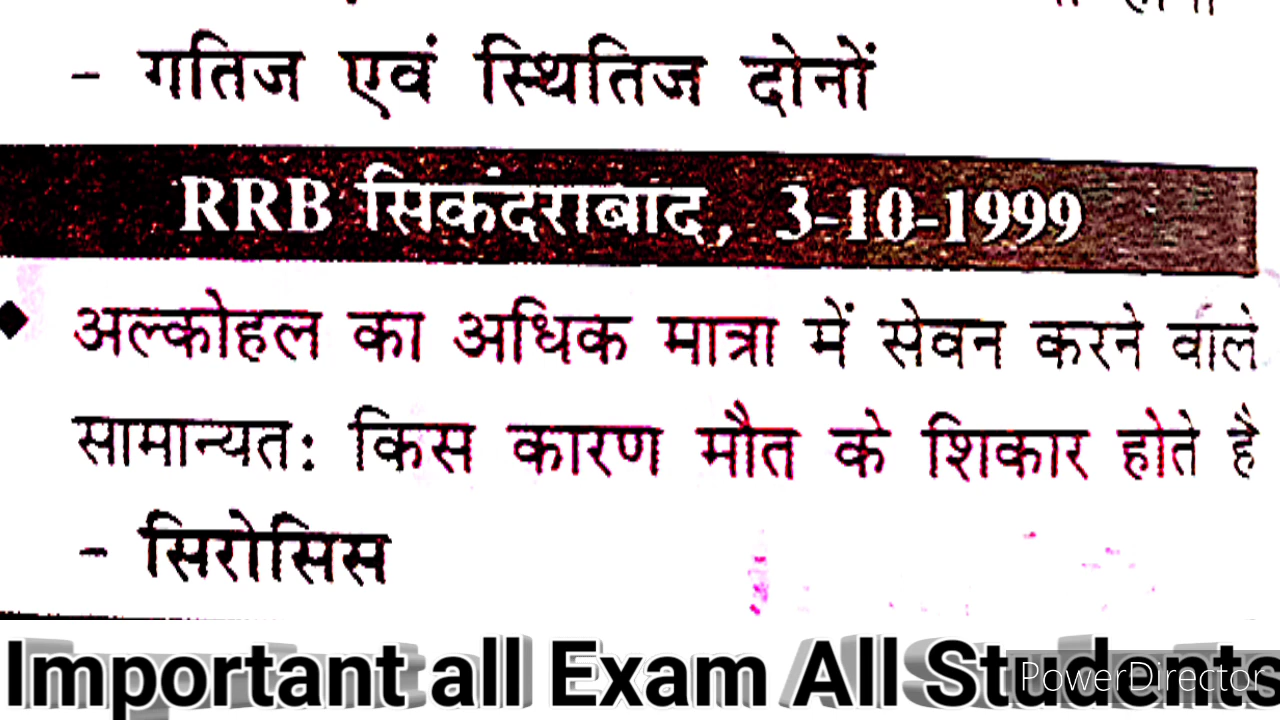 - गतिज एवं स्थितिज दोनों
RRB सिकंदराबाद, 3-10-1999
◆ अल्कोहल का अधिक मात्रा में सेवन करने वाले
सामान्यत: किस कारण मौत के शिकार होते है
- सिरोसिस
Important all Exam All Students
PowerDirector